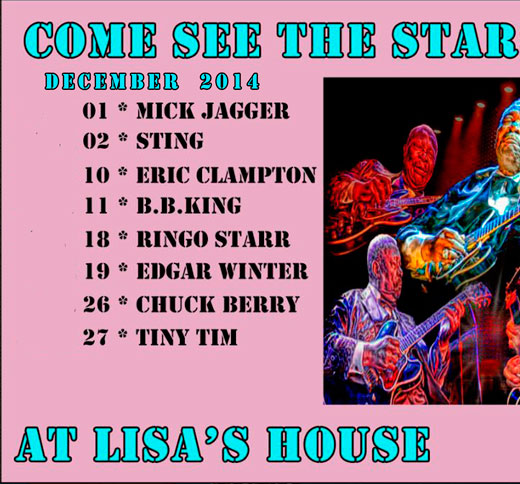 COME SEE THE STAR
DECEMBER 2014
01 * MICK JAGGER
02 * STING
10 * ERIC CLAMPTON
11 * B.B.KING
18 * RINGO STARR
19 * EDGAR WINTER
26 * CHUCK BERRY
27 * TINY TIM
AT LISA'S HOUSE